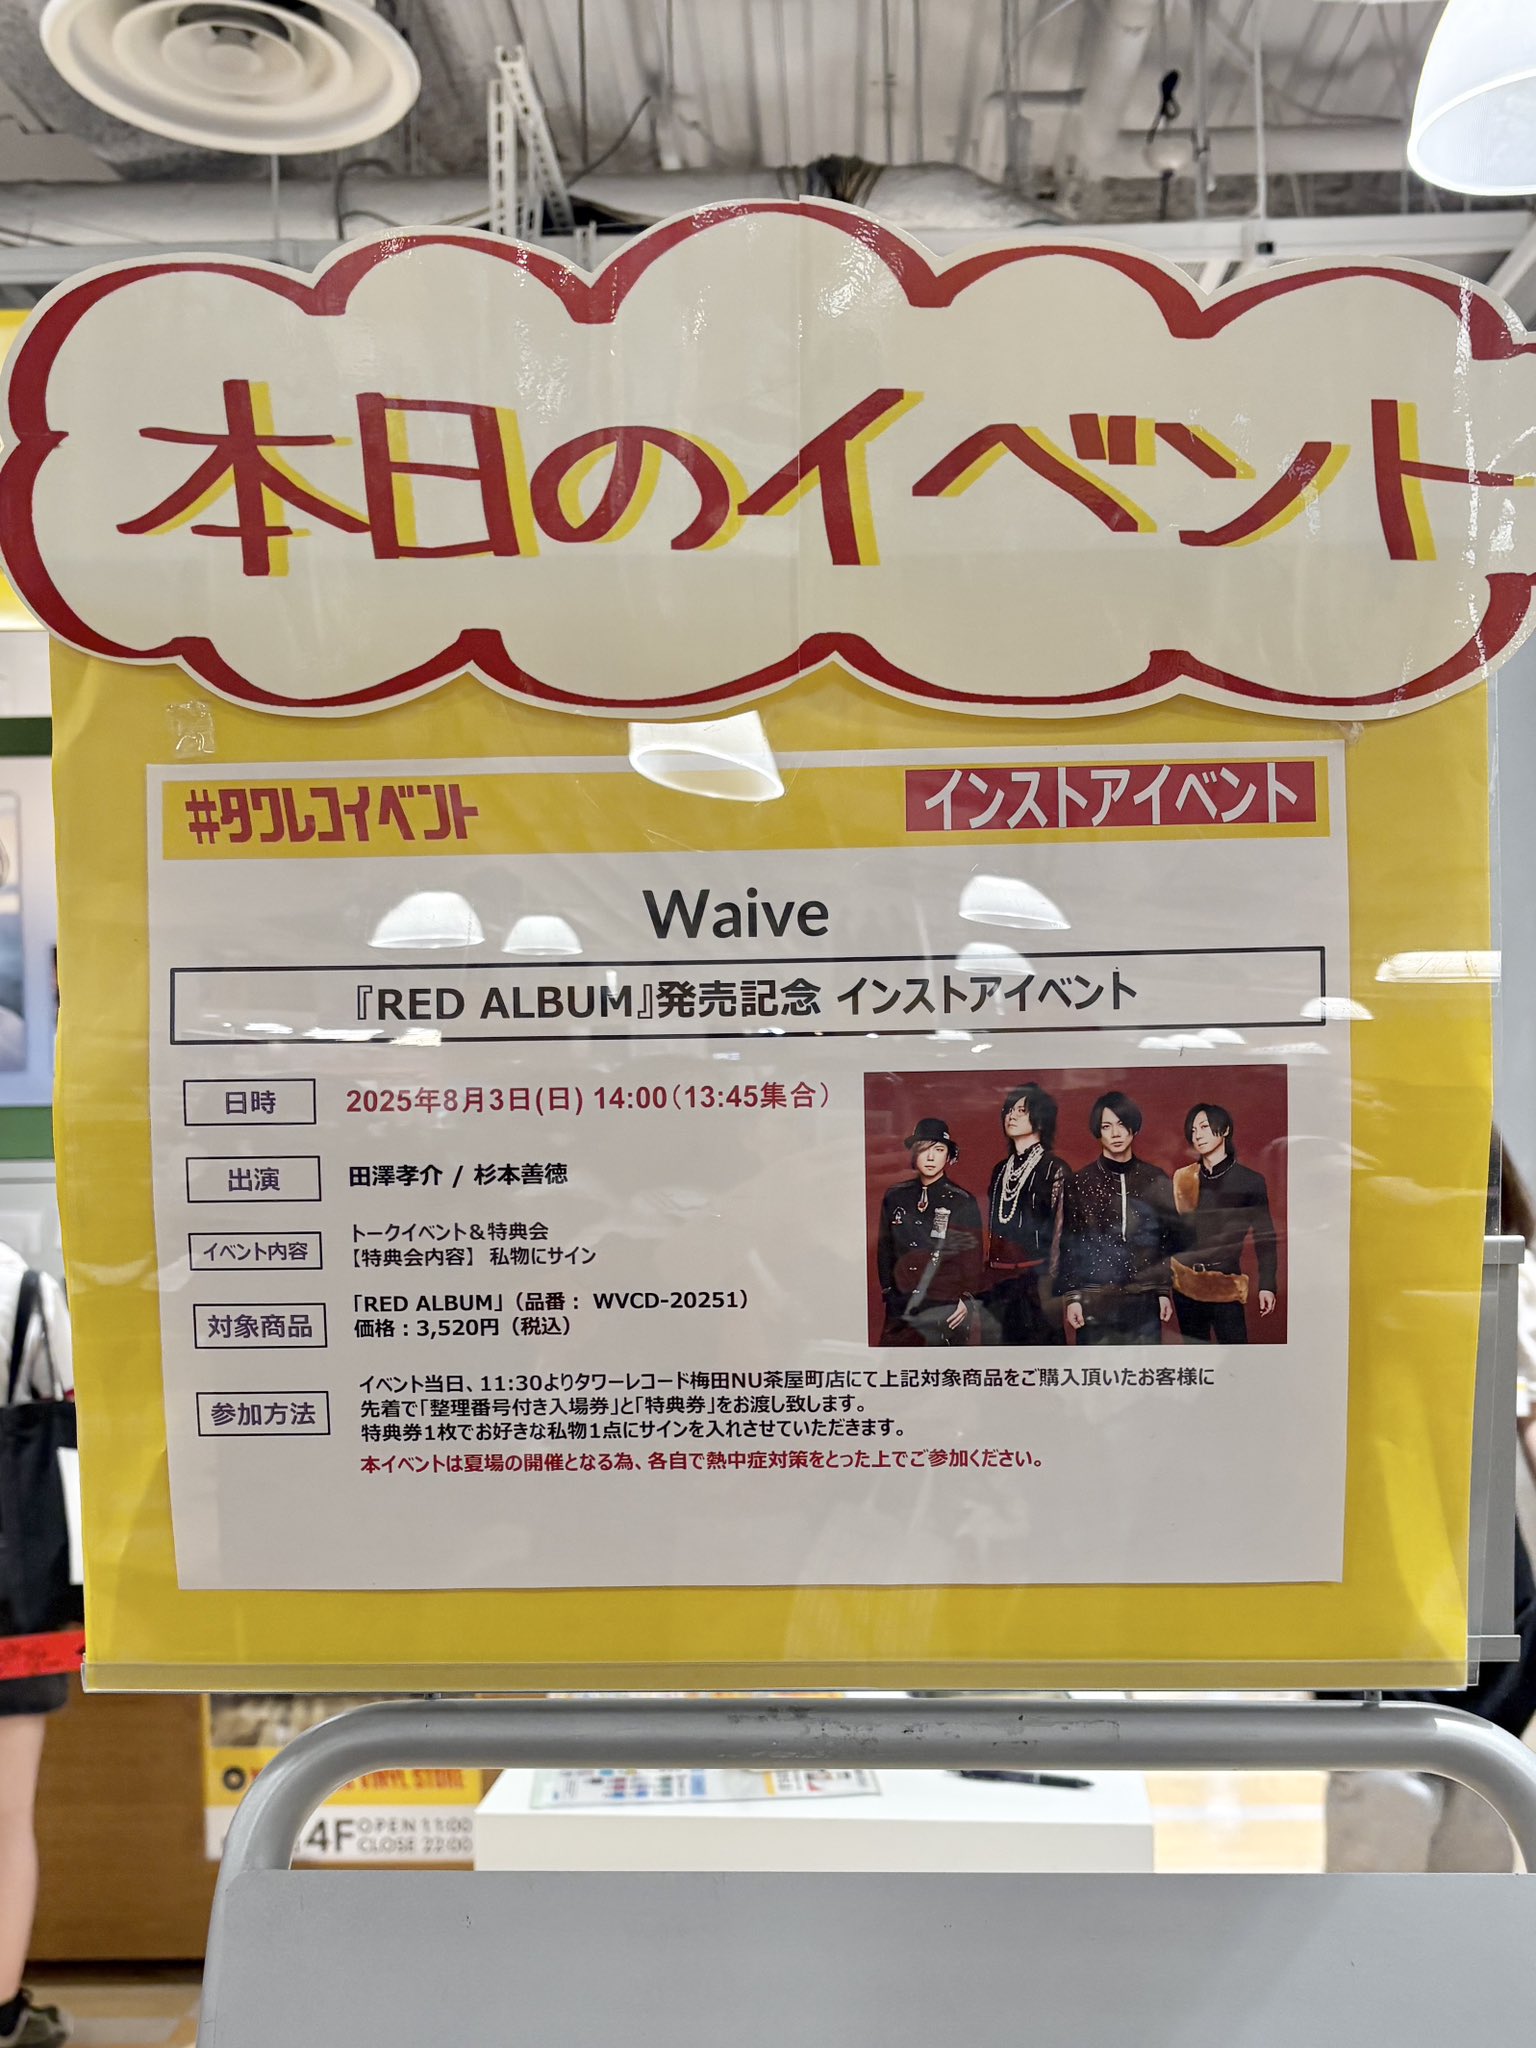 本日のイベント
#タワレコイベント
インストアイベント
Waive
『RED ALBUM』発売記念 インストアイベント
日時
2025年8月3日(日) 14:00（13:45集合）
出演
田澤孝介 / 杉本善徳
イベント内容
トークイベント＆特典会
【特典会内容】 私物にサイン
対象商品
「RED ALBUM」（品番： WVCD-20251）
価格：3,520円（税込）
参加方法
イベント当日、11:30よりタワーレコード梅田NU茶屋町店にて上記対象商品をご購入頂いたお客様に
先着で「整理番号付き入場券」と「特典券」をお渡し致します。
特典券1枚でお好きな私物1点にサインを入れさせていただきます。
本イベントは夏場の開催となる為、各自で熱中症対策をとった上でご参加ください。
VINYL STORE
4F
OPEN 11:00
CLOSE 22:00